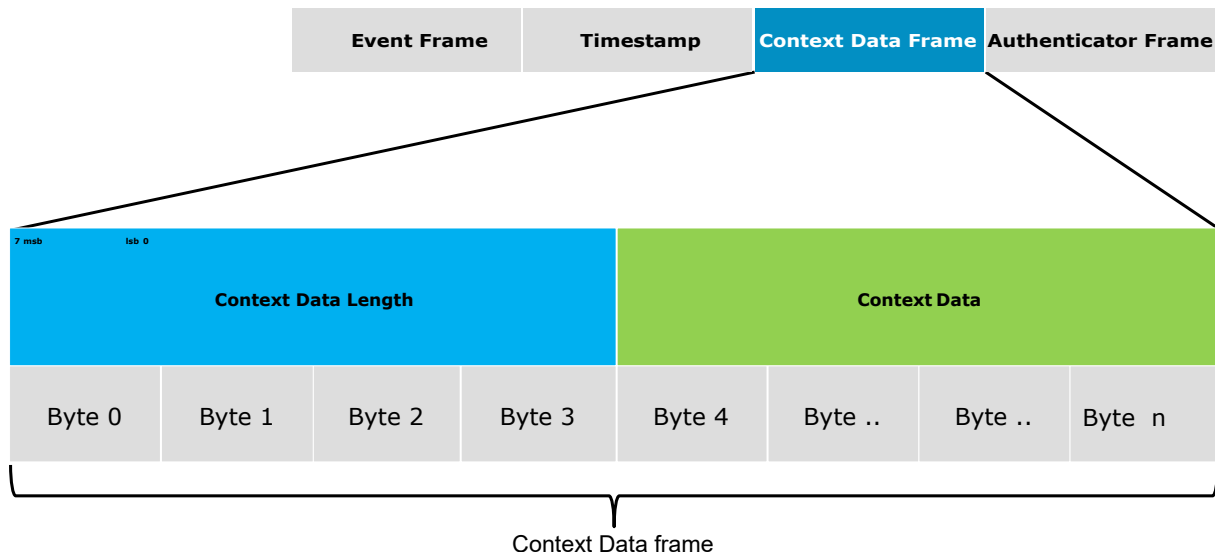 Event Frame Timestamp Context Data Frame Authenticator Frame
7 msb lsb 0
Context Data Length Context Data
Byte 0 Byte 1 Byte 2 Byte 3 Byte 4 Byte .. Byte .. Byte n
Context Data frame